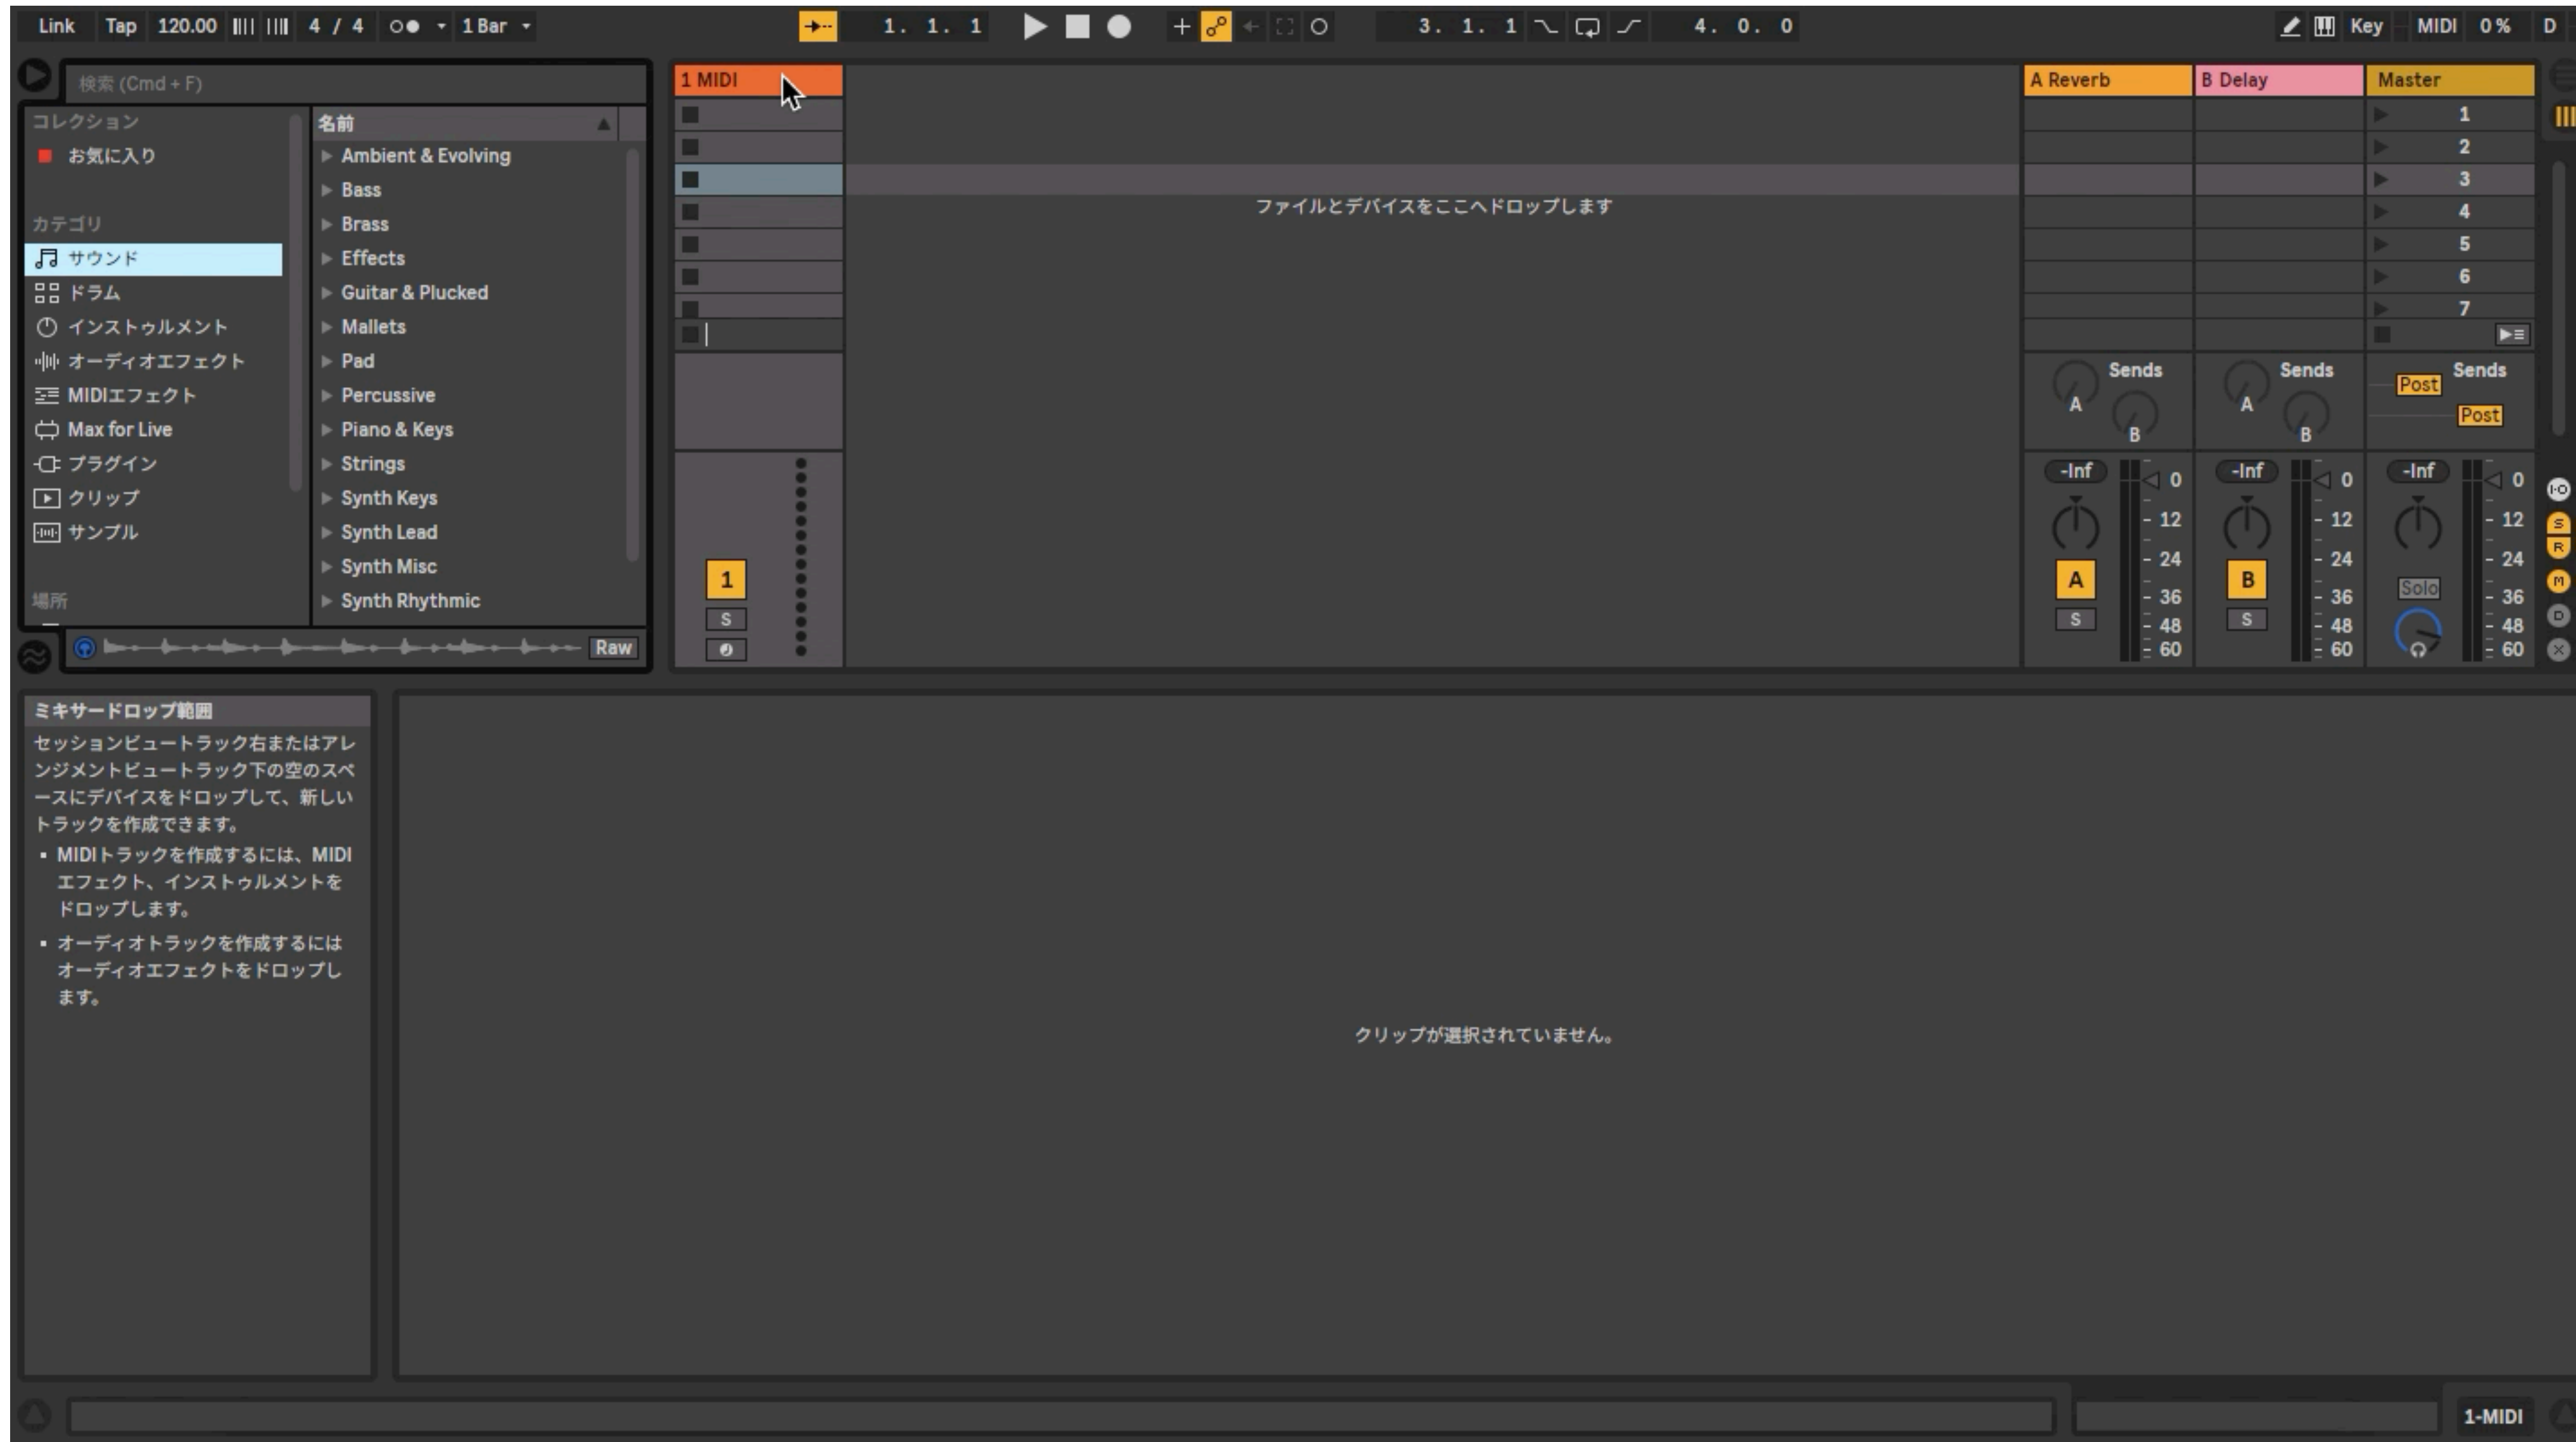 Link Tap 120.00 4 / 4 1 Bar 1. 1. 1 3. 1. 1 4. 0. 0 Key MIDI 0 % D
検索 (Cmd + F)
コレクション
お気に入り
カテゴリ
サウンド
ドラム
インストゥルメント
オーディオエフェクト
MIDIエフェクト
Max for Live
プラグイン
クリップ
サンプル
場所
名前
Ambient & Evolving
Bass
Brass
Effects
Guitar & Plucked
Mallets
Pad
Percussive
Piano & Keys
Strings
Synth Keys
Synth Lead
Synth Misc
Synth Rhythmic
Raw
1 MIDI
1
S
ファイルとデバイスをここへドロップします
A Reverb
Sends
A
B
-Inf
0
12
24
36
48
60
A
S
B Delay
Sends
A
B
-Inf
0
12
24
36
48
60
B
S
Master
1
2
3
4
5
6
7
Sends
Post
Post
-Inf
0
12
24
36
48
60
Solo
I-O
S
R
M
D
X
ミキサードロップ範囲
セッションビュートラック右またはアレ
ンジメントビュートラック下の空のスペ
ースにデバイスをドロップして、新しい
トラックを作成できます。
▪ MIDIトラックを作成するには、MIDI
エフェクト、インストゥルメントを
ドロップします。
▪ オーディオトラックを作成するには
オーディオエフェクトをドロップし
ます。
クリップが選択されていません。
1-MIDI